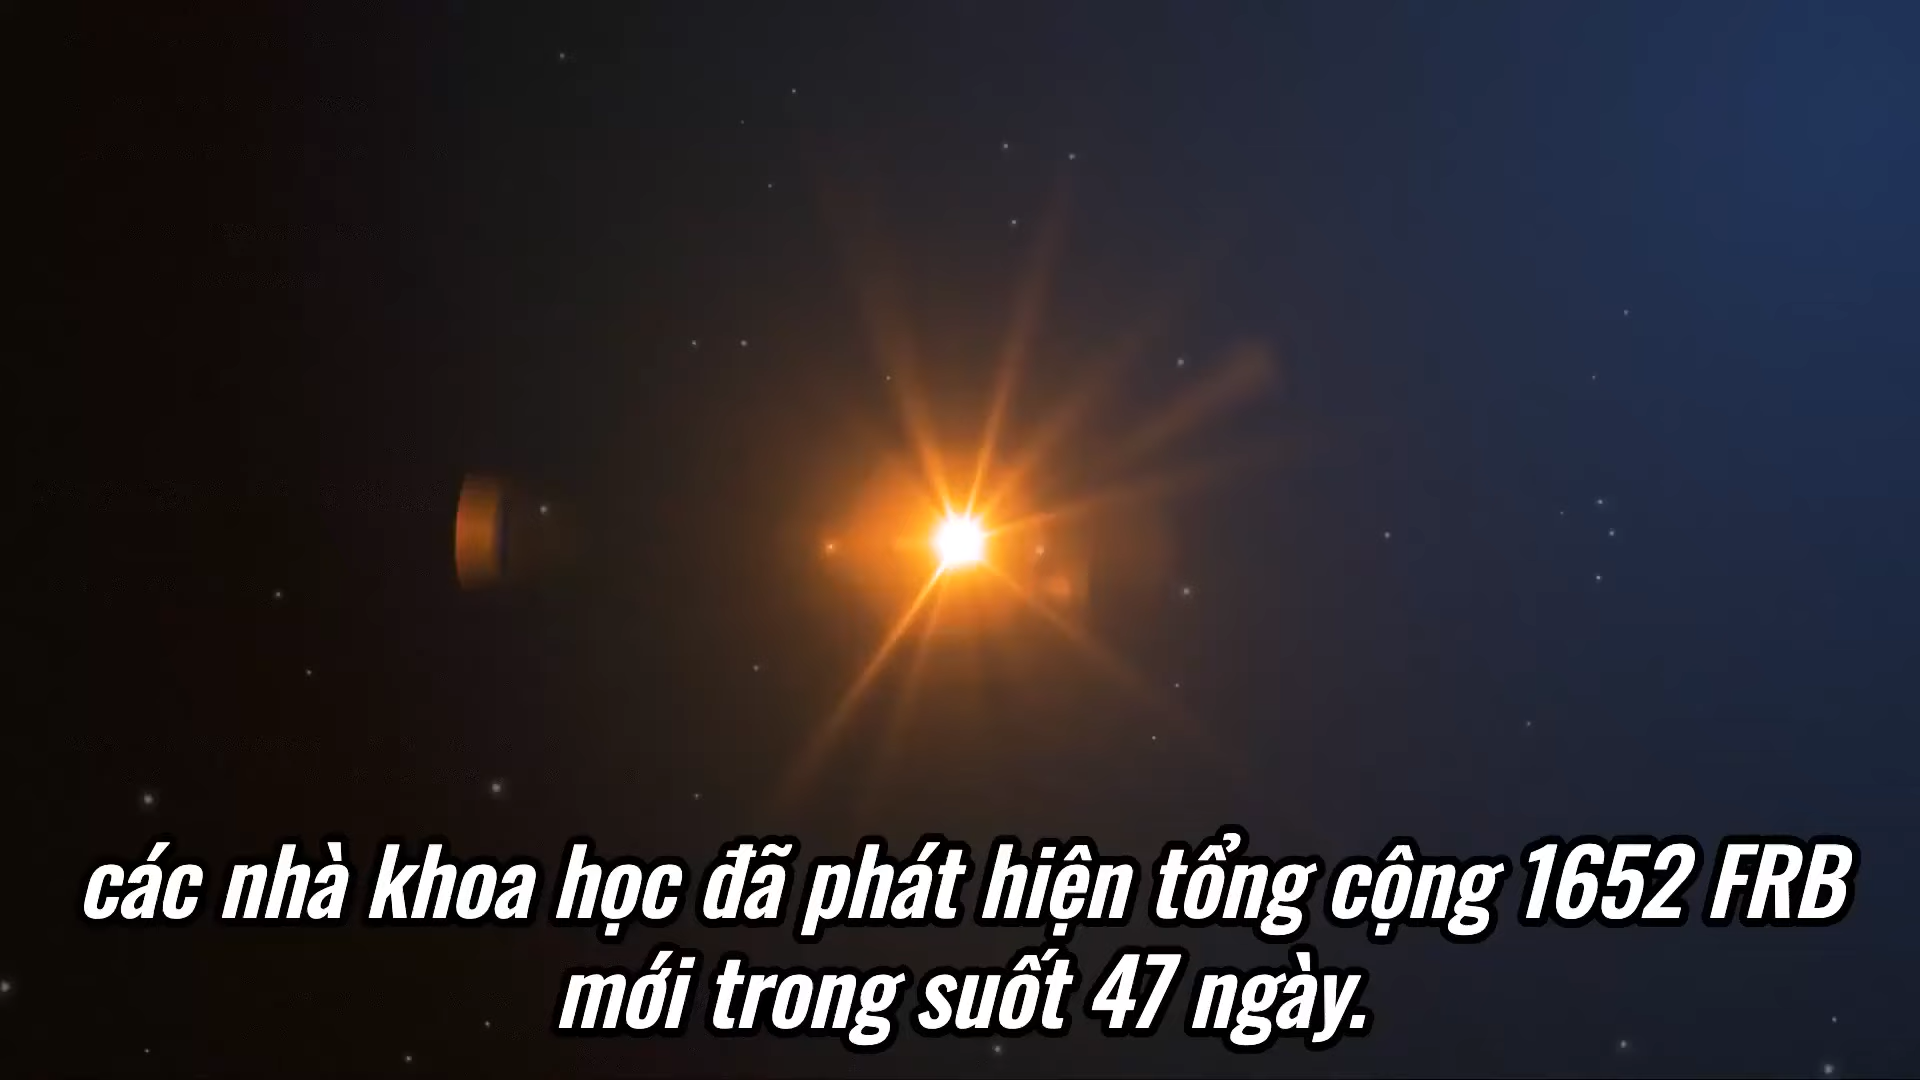 các nhà khoa học đã phát hiện tổng cộng 1652 FRB
mới trong suốt 47 ngày.